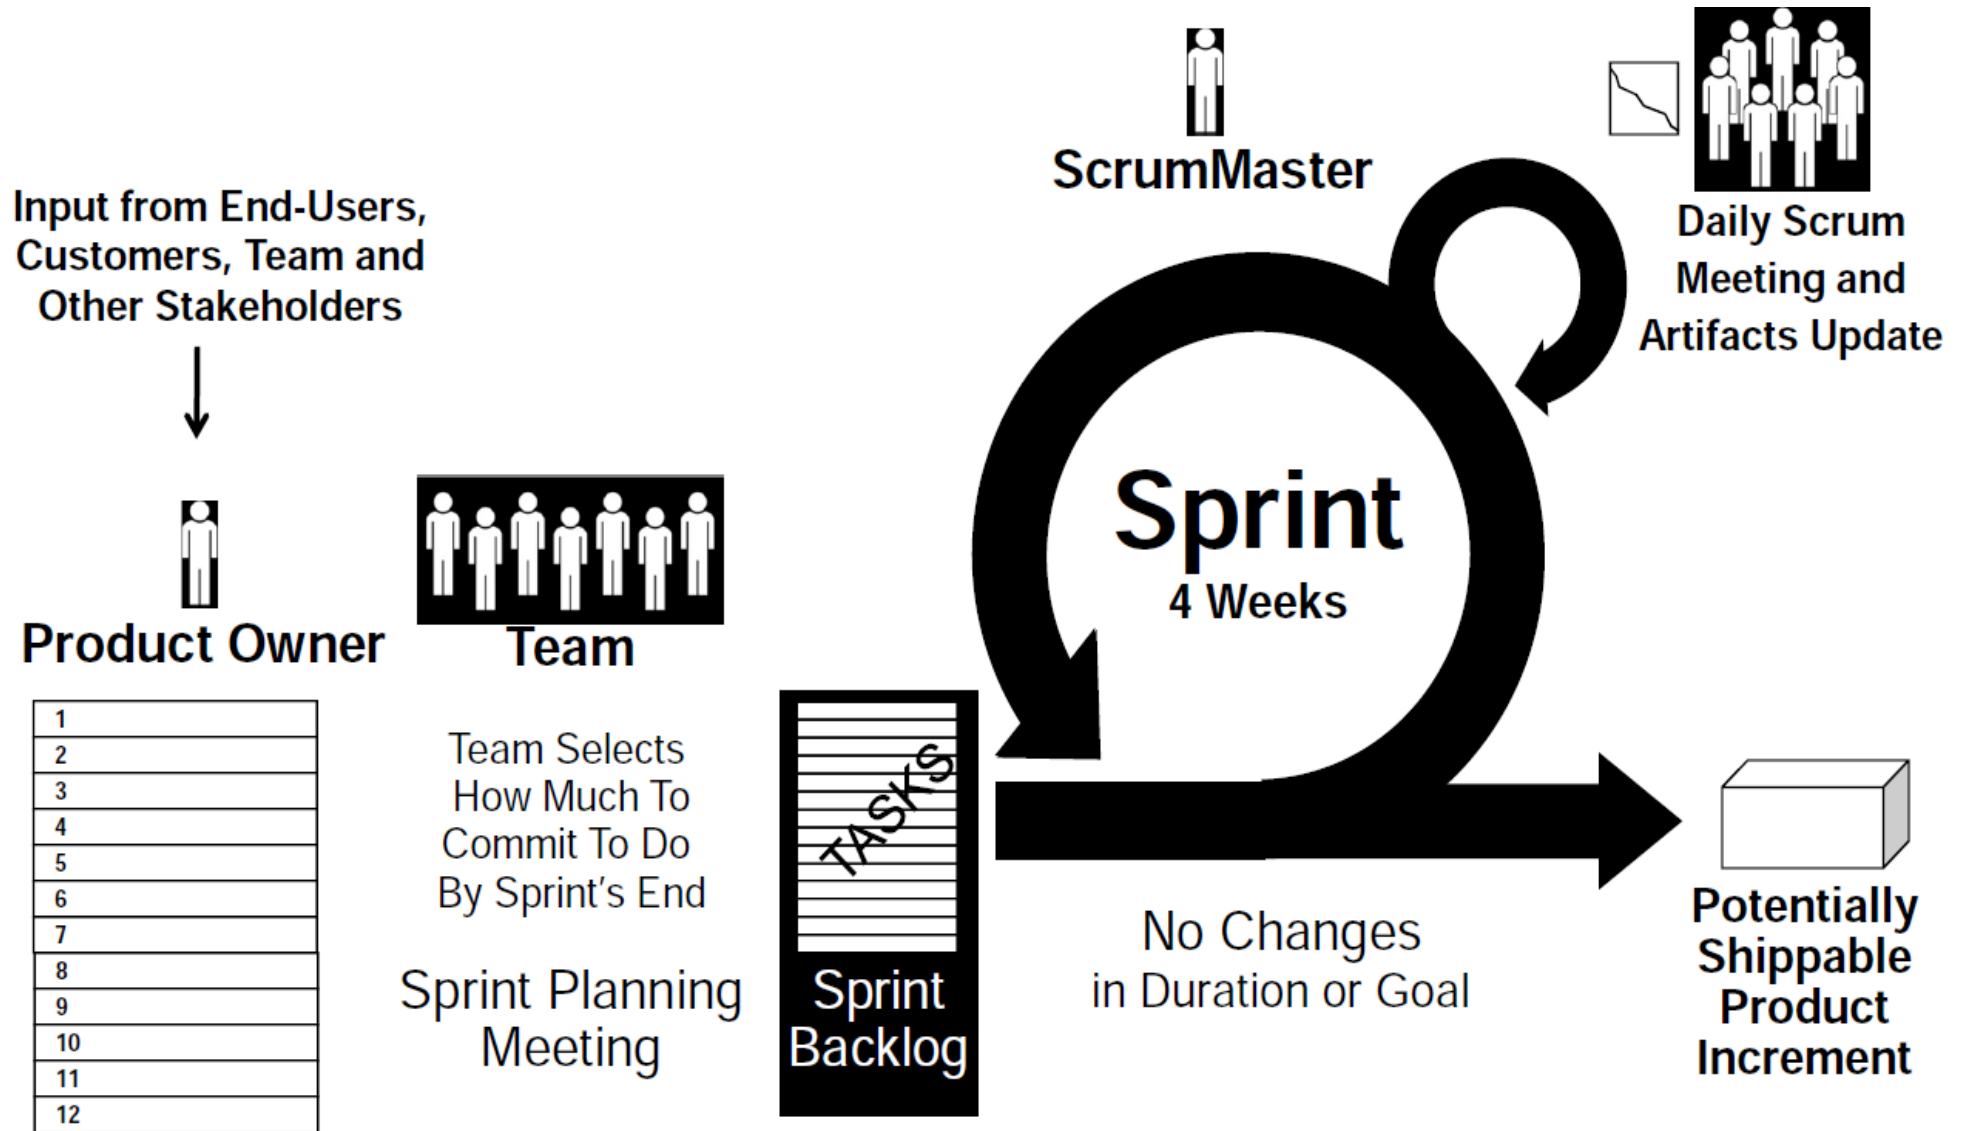 Input from End-Users,
Customers, Team and
Other Stakeholders
Product Owner
1
2
3
4
5
6
7
8
9
10
11
12
Team
Team Selects
How Much To
Commit To Do
By Sprint's End
Sprint Planning
Meeting
TASKS
Sprint
Backlog
ScrumMaster
Sprint
4 Weeks
No Changes
in Duration or Goal
Daily Scrum
Meeting and
Artifacts Update
Potentially
Shippable
Product
Increment